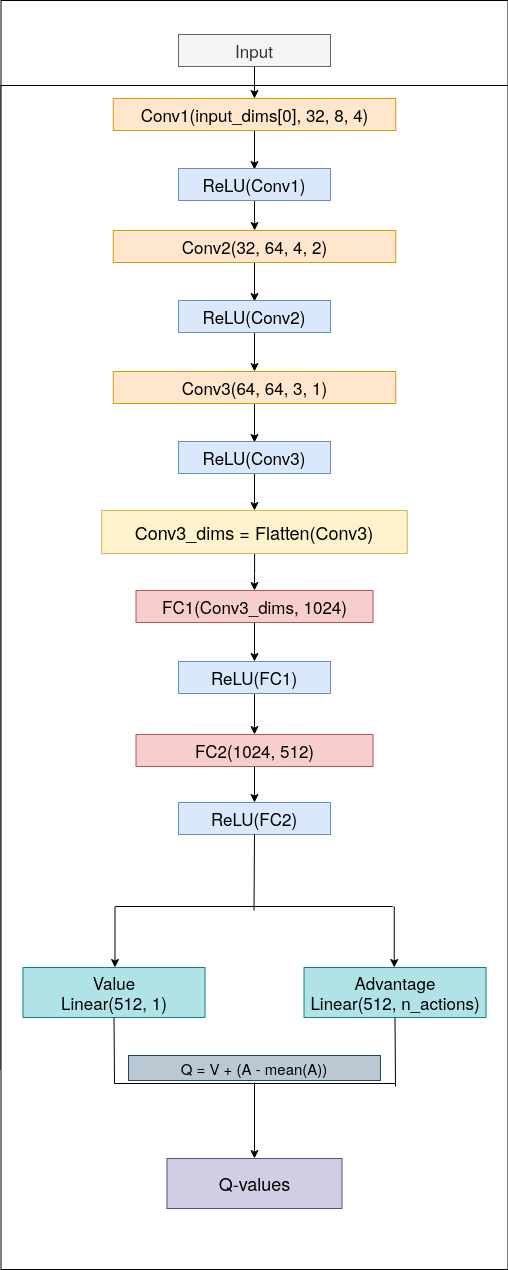 Input
Conv1(input_dims[0], 32, 8, 4)
ReLU(Conv1)
Conv2(32, 64, 4, 2)
ReLU(Conv2)
Conv3(64, 64, 3, 1)
ReLU(Conv3)
Conv3_dims = Flatten(Conv3)
FC1(Conv3_dims, 1024)
ReLU(FC1)
FC2(1024, 512)
ReLU(FC2)
Value
Linear(512, 1)
Advantage
Linear(512, n_actions)
Q = V + (A - mean(A))
Q-values